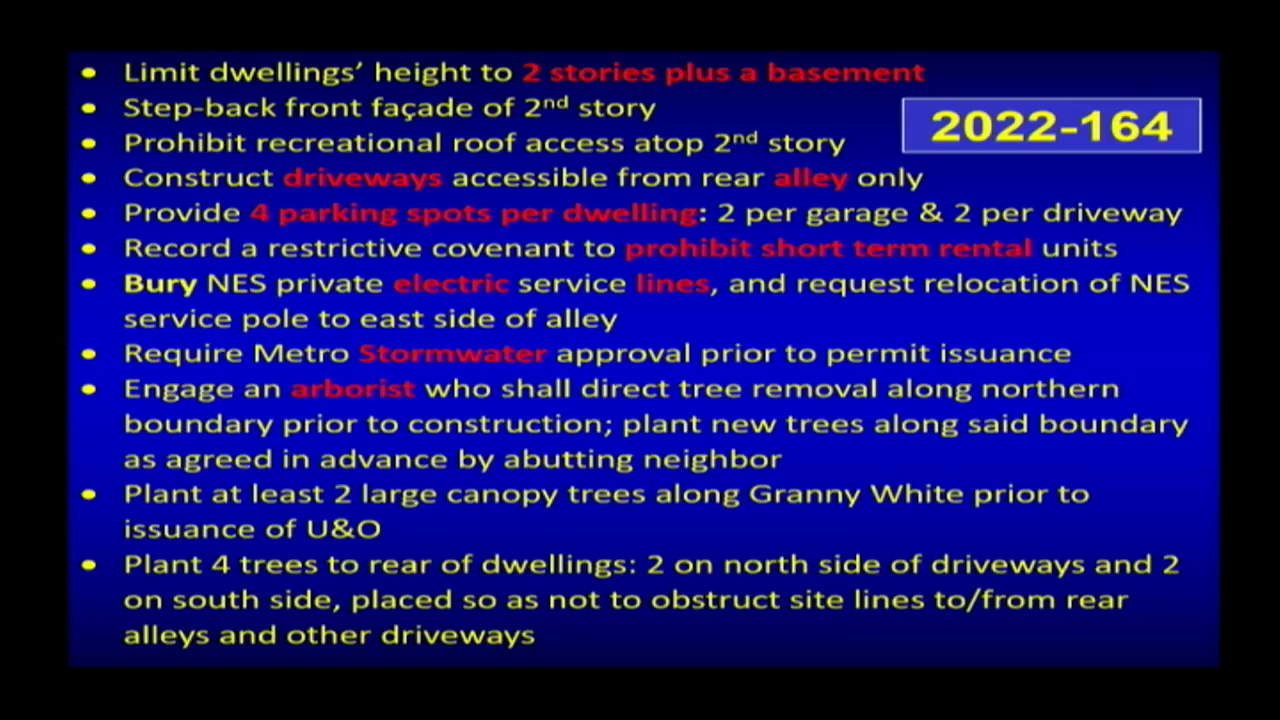 • Limit dwellings’ height to 2 stories plus a basement
• Step-back front façade of 2nd story
2022-164
• Prohibit recreational roof access atop 2nd story
• Construct driveways accessible from rear alley only
• Provide 4 parking spots per dwelling: 2 per garage & 2 per driveway
• Record a restrictive covenant to prohibit short term rental units
• Bury NES private electric service lines, and request relocation of NES
service pole to east side of alley
• Require Metro Stormwater approval prior to permit issuance
• Engage an arborist who shall direct tree removal along northern
boundary prior to construction; plant new trees along said boundary
as agreed in advance by abutting neighbor
• Plant at least 2 large canopy trees along Granny White prior to
issuance of U&O
• Plant 4 trees to rear of dwellings: 2 on north side of driveways and 2
on south side, placed so as not to obstruct site lines to/from rear
alleys and other driveways